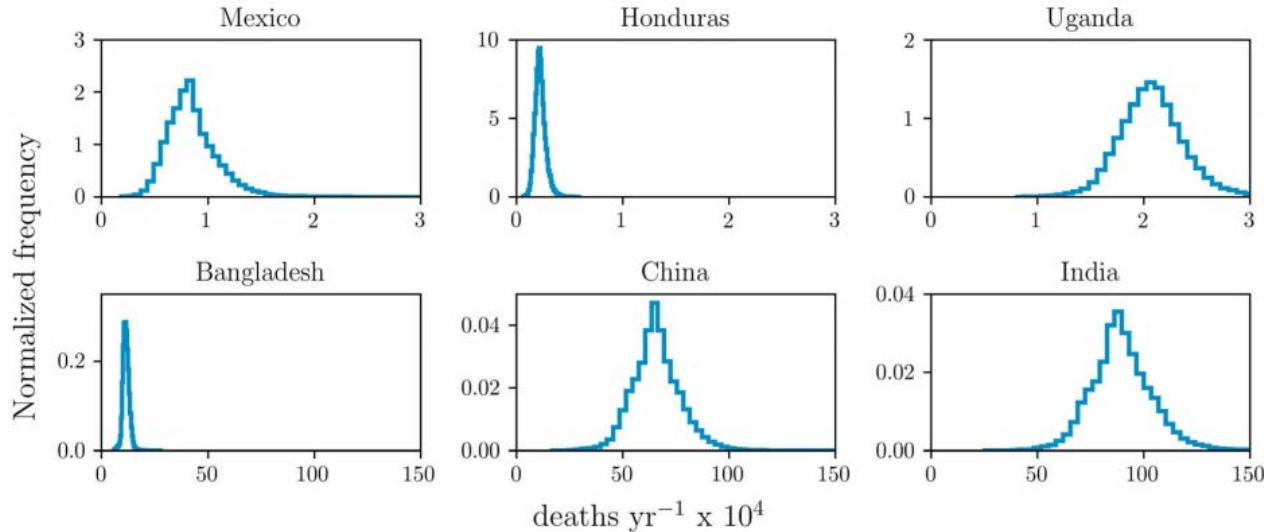 Mexico
Honduras
Uganda
Normalized frequency
3
2
1
0
0 1 2 3
10
5
0
0 1 2 3
2
1
0
0 1 2 3
Bangladesh
China
India
0.2
0.0
0 50 100 150
0.04
0.02
0.00
0 50 100 150
0.04
0.02
0.00
0 50 100 150
deaths yr⁻¹ x 10⁴